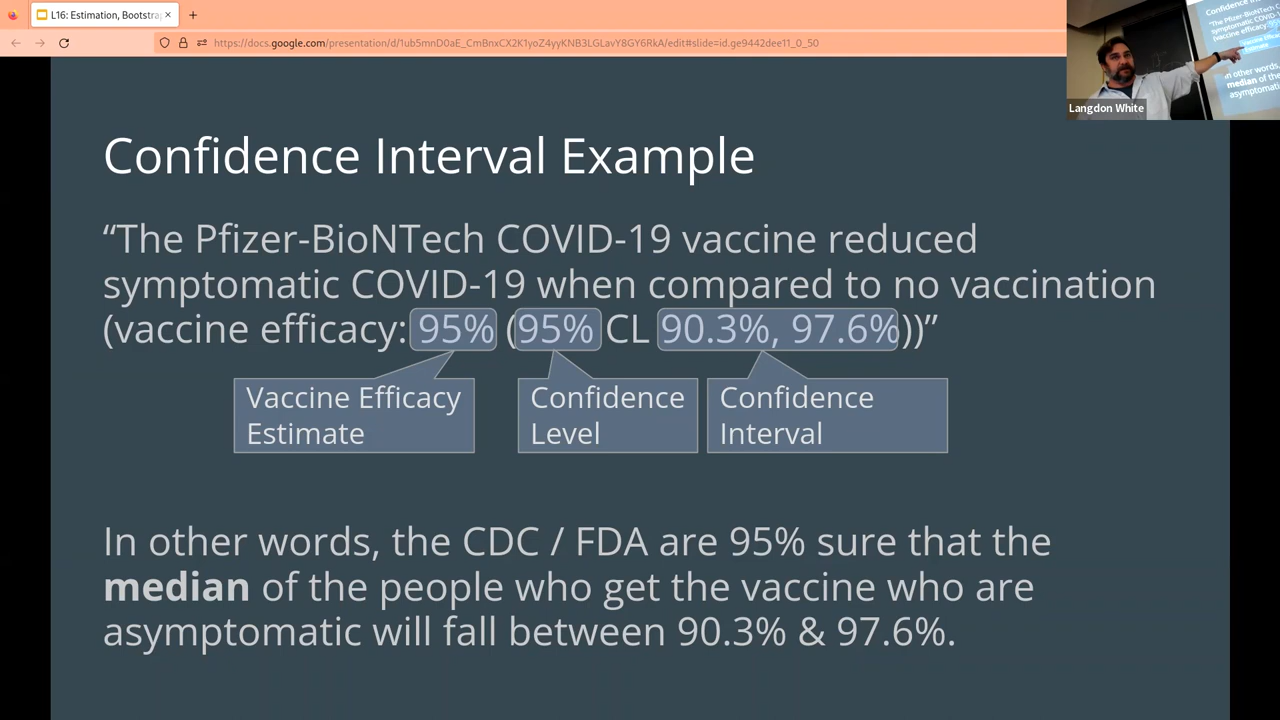 L16: Estimation, Bootstra
https://docs.google.com/presentation/d/1ub5mnD0aE_CmBnxCX2K1yoZ4yyKNB3LGLavY8GY6RkA/edit#slide=id.ge9442dee11_0_50
Langdon White
Confidence Interval Example
“The Pfizer-BioNTech COVID-19 vaccine reduced
symptomatic COVID-19 when compared to no vaccination
(vaccine efficacy: 95% (95% CL 90.3%, 97.6%))”
Vaccine Efficacy
Estimate
Confidence
Level
Confidence
Interval
In other words, the CDC / FDA are 95% sure that the
median of the people who get the vaccine who are
asymptomatic will fall between 90.3% & 97.6%.